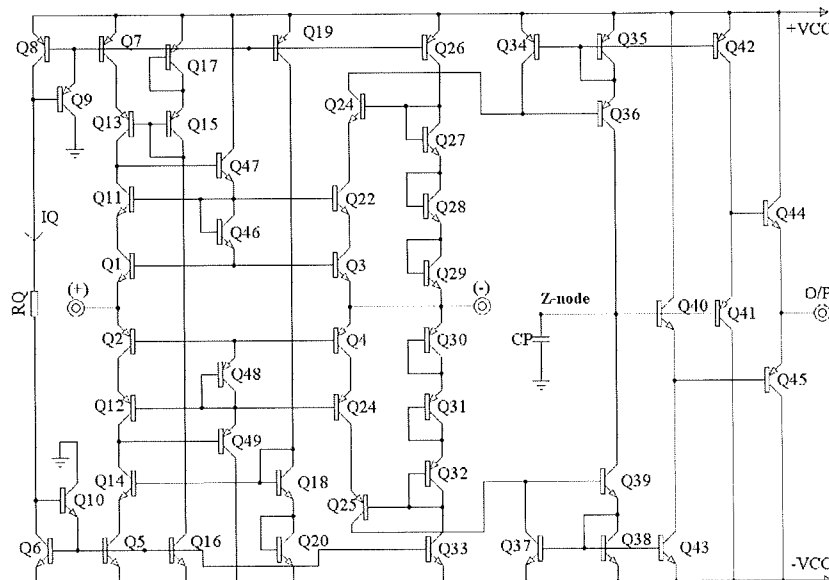 Q8
Q7
Q17
Q19
Q26
Q34
Q35
Q42
+VCC
Q9
Q13
Q15
Q24
Q27
Q36
Q47
Q11
Q22
Q28
Q44
IQ
Q46
Q1
Q3
Q29
RQ
(+)
(-)
Z-node
Q40
Q41
O/P
CP
Q2
Q4
Q30
Q48
Q45
Q12
Q24
Q31
Q49
Q14
Q18
Q32
Q39
Q10
Q25
Q6
Q5
Q16
Q20
Q33
Q37
Q38
Q43
-VCC